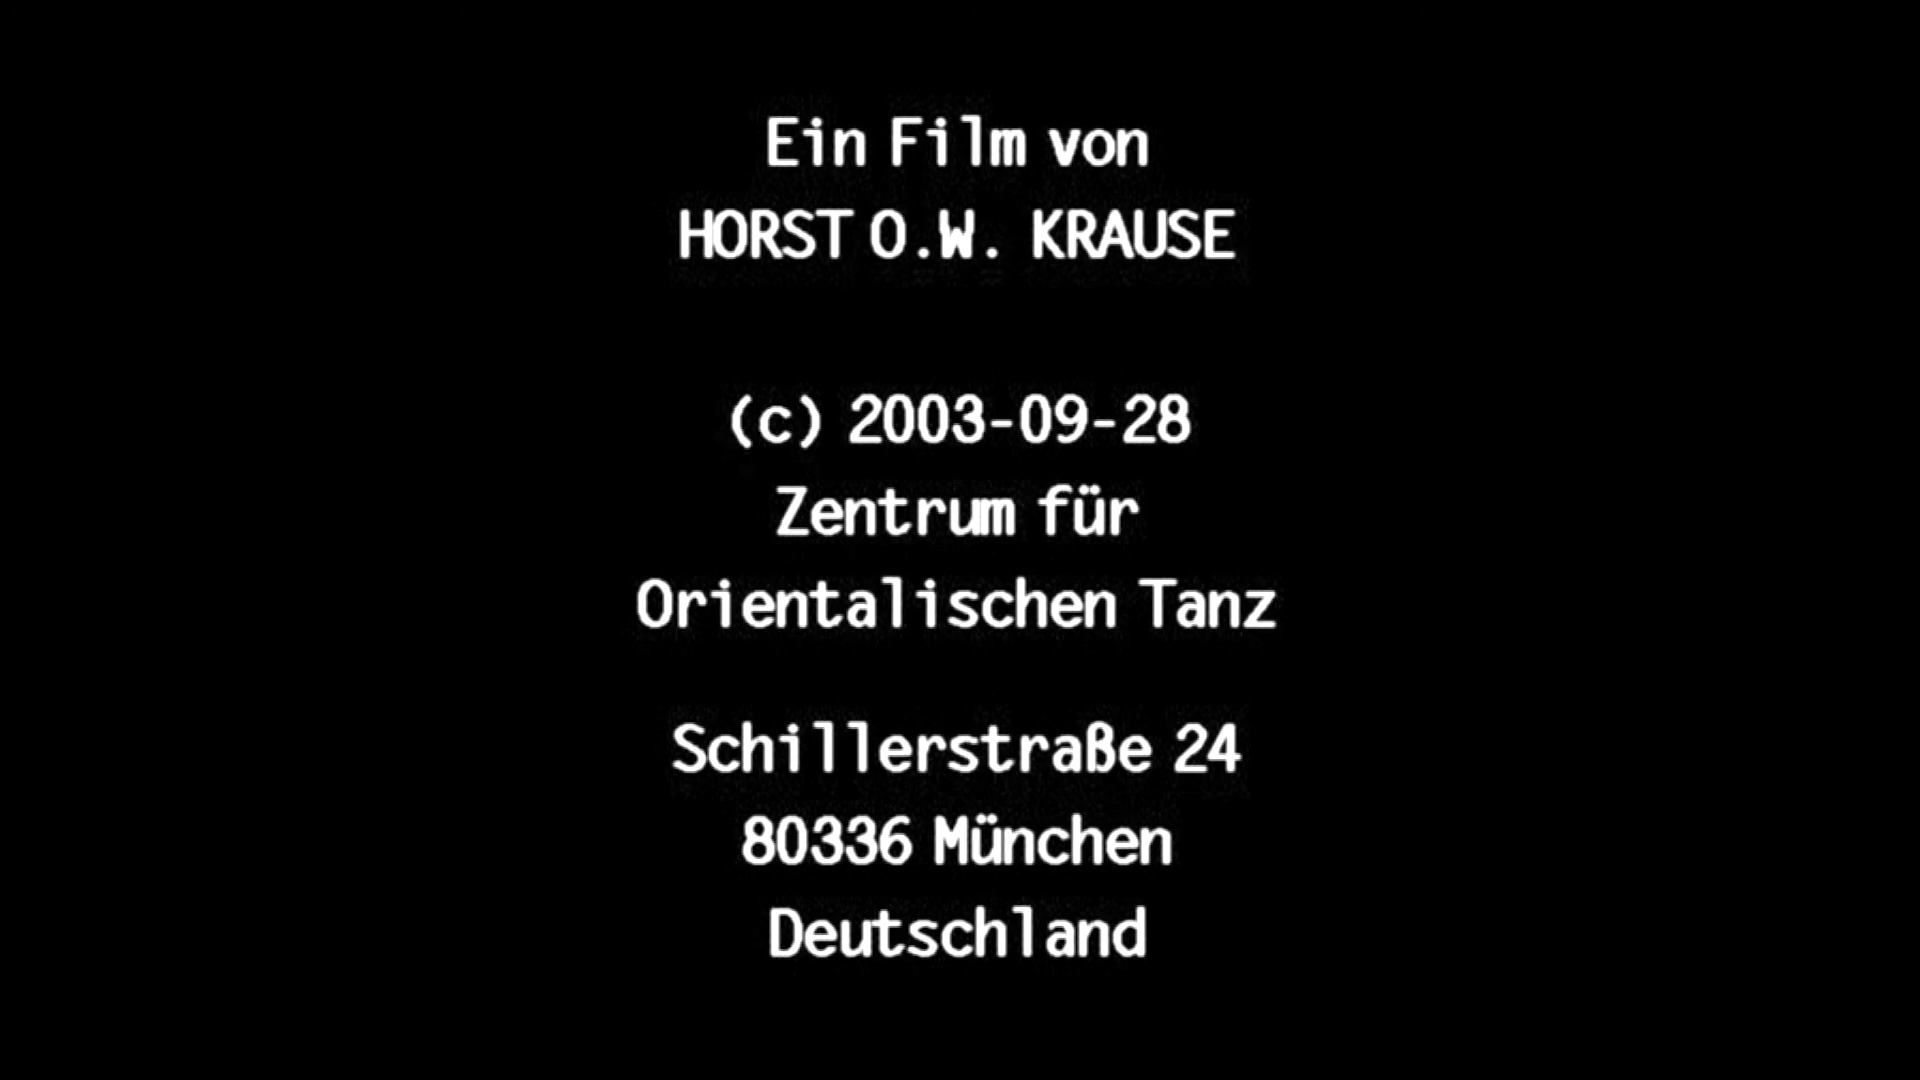 Ein Film von
HORST O.W. KRAUSE
(c) 2003-09-28
Zentrum für
Orientalischen Tanz
Schillerstraße 24
80336 München
Deutschland